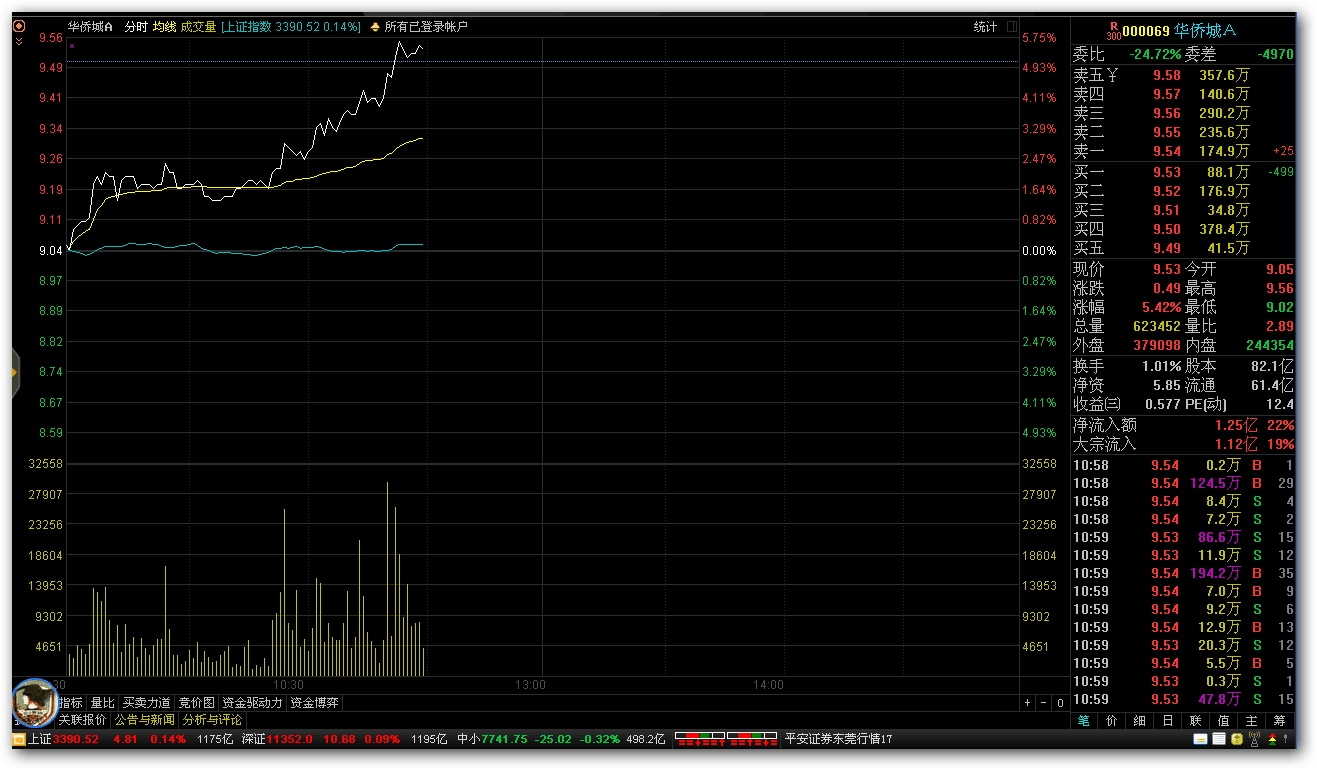 华侨城A 分时 均线 成交量 [上证指数 3390.52 0.14%] 所有已登录帐户 统计
9.56 5.75%
9.49 4.93%
9.41 4.11%
9.34 3.29%
9.26 2.47%
9.19 1.64%
9.11 0.82%
9.04 0.00%
8.97 0.82%
8.89 1.64%
8.82 2.47%
8.74 3.29%
8.67 4.11%
8.59 4.93%
32558 32558
27907 27907
23256 23256
18604 18604
13953 13953
9302 9302
4651 4651
30 10:30 13:00 14:00
指标 量比 买卖力道 竞价图 资金驱动力 资金博弈 + - 0
关联报价 公告与新闻 分析与评论
R
300 000069 华侨城A
委比 -24.72% 委差 -4970
卖五¥ 9.58 357.6万
卖四 9.57 140.6万
卖三 9.56 290.2万
卖二 9.55 235.6万
卖一 9.54 174.9万 +25
买一 9.53 88.1万 -499
买二 9.52 176.9万
买三 9.51 34.8万
买四 9.50 378.4万
买五 9.49 41.5万
现价 9.53 今开 9.05
涨跌 0.49 最高 9.56
涨幅 5.42% 最低 9.02
总量 623452 量比 2.89
外盘 379098 内盘 244354
换手 1.01% 股本 82.1亿
净资 5.85 流通 61.4亿
收益㈢ 0.577 PE(动) 12.4
净流入额 1.25亿 22%
大宗流入 1.12亿 19%
10:58 9.54 0.2万 B 1
10:58 9.54 124.5万 B 29
10:58 9.54 8.4万 S 4
10:58 9.54 7.2万 S 2
10:59 9.53 86.6万 S 15
10:59 9.53 11.9万 S 12
10:59 9.54 194.2万 B 35
10:59 9.54 7.0万 B 9
10:59 9.54 9.2万 S 6
10:59 9.54 12.9万 B 13
10:59 9.53 20.3万 S 12
10:59 9.54 5.5万 B 5
10:59 9.53 0.3万 S 1
10:59 9.53 47.8万 S 15
笔 价 细 日 联 值 主 筹
上证3390.52 4.81 0.14% 1175亿 深证11352.0 10.68 0.09% 1195亿 中小7741.75 -25.02 -0.32% 498.2亿 平安证券东莞行情17